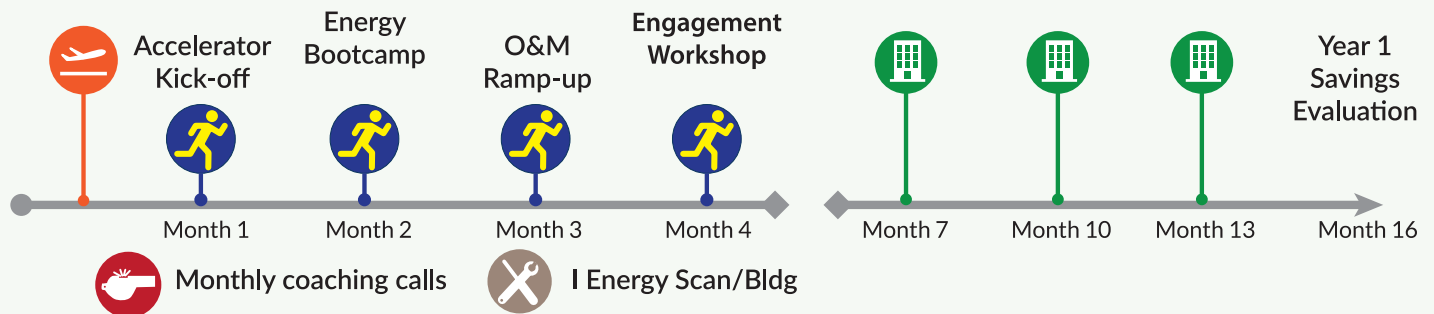 Accelerator
Kick-off
Energy
Bootcamp
O&M
Ramp-up
Engagement
Workshop
Year 1
Savings
Evaluation
Month 1
Month 2
Month 3
Month 4
Month 7
Month 10
Month 13
Month 16
Monthly coaching calls
I Energy Scan/Bldg